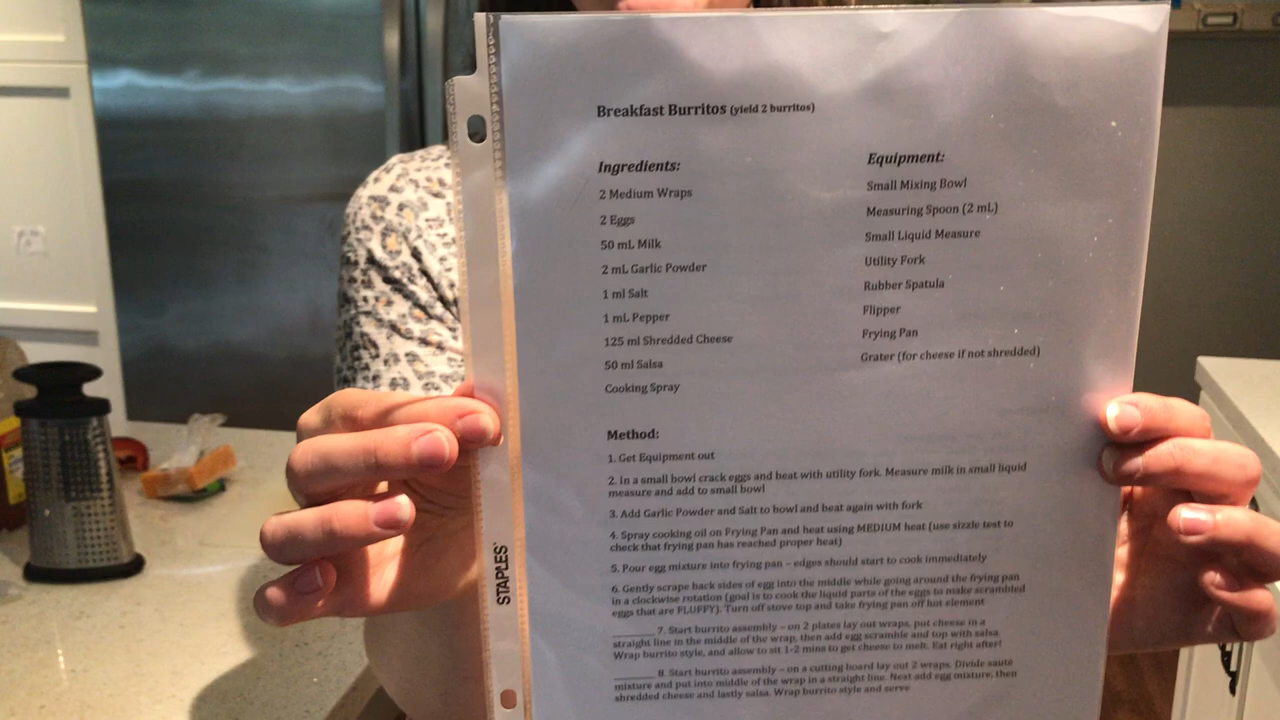 Breakfast Burritos (yield 2 burritos)
Ingredients:
2 Medium Wraps
2 Eggs
50 mL Milk
2 mL Garlic Powder
1 ml Salt
1 mL Pepper
125 ml Shredded Cheese
50 ml Salsa
Cooking Spray
Equipment:
Small Mixing Bowl
Measuring Spoon (2 mL)
Small Liquid Measure
Utility Fork
Rubber Spatula
Flipper
Frying Pan
Grater (for cheese if not shredded)
Method:
1. Get Equipment out
2. In a small bowl crack eggs and beat with utility fork. Measure milk in small liquid
measure and add to small bowl
3. Add Garlic Powder and Salt to bowl and beat again with fork
4. Spray cooking oil on Frying Pan and heat using MEDIUM heat (use sizzle test to
check that frying pan has reached proper heat)
5. Pour egg mixture into frying pan – edges should start to cook immediately
6. Gently scrape back sides of egg into the middle while going around the frying pan
in a clockwise rotation (goal is to cook the liquid parts of the eggs to make scrambled
eggs that are FLUFFY). Turn off stove top and take frying pan off hot element
________ 7. Start burrito assembly – on 2 plates lay out wraps, put cheese in a
straight line in the middle of the wrap, then add egg scramble and top with salsa.
Wrap burrito style, and allow to sit 1-2 mins to get cheese to melt. Eat right after!
________ 8. Start burrito assembly – on a cutting board lay out 2 wraps. Divide sauté
mixture and put into middle of the wrap in a straight line. Next add egg mixture, then
shredded cheese and lastly salsa. Wrap burrito style and serve
STAPLES